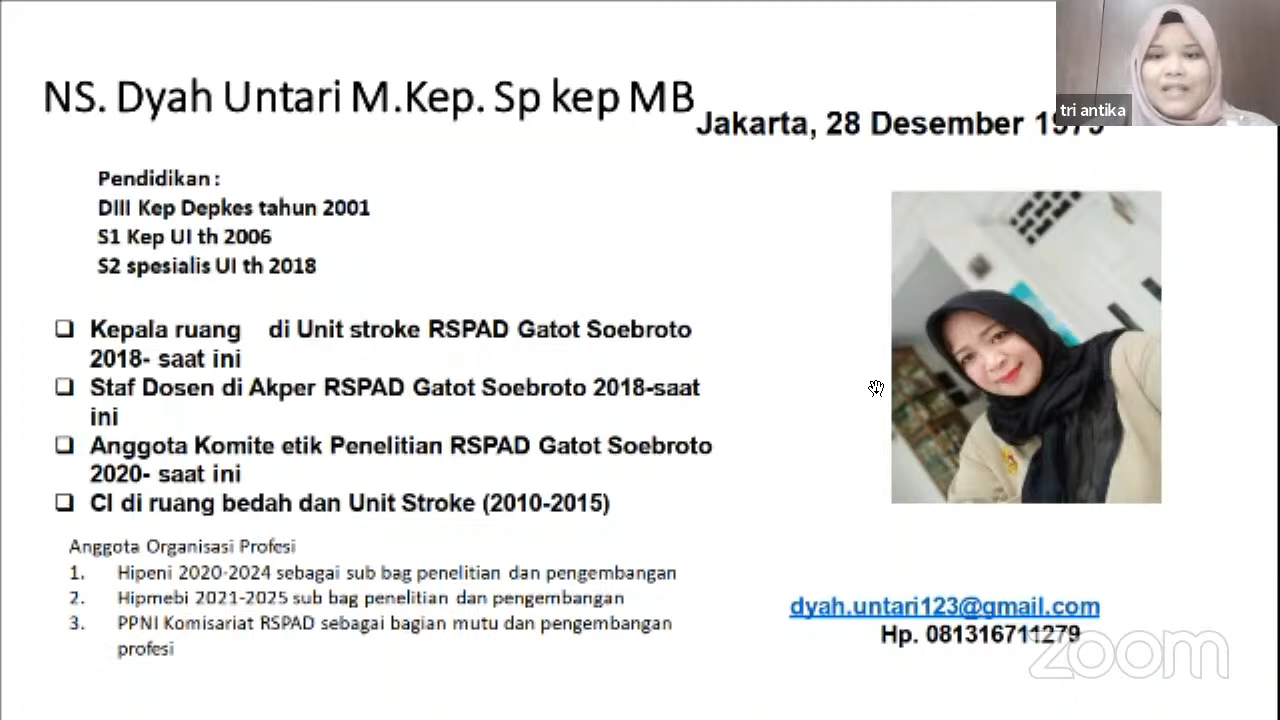 NS. Dyah Untari M.Kep. Sp kep MB
Jakarta, 28 Desember
tri antika
Pendidikan :
DIII Kep Depkes tahun 2001
S1 Kep UI th 2006
S2 spesialis UI th 2018
❑ Kepala ruang di Unit stroke RSPAD Gatot Soebroto
2018- saat ini
❑ Staf Dosen di Akper RSPAD Gatot Soebroto 2018-saat
ini
❑ Anggota Komite etik Penelitian RSPAD Gatot Soebroto
2020- saat ini
❑ CI di ruang bedah dan Unit Stroke (2010-2015)
Anggota Organisasi Profesi
1. Hipeni 2020-2024 sebagai sub bag penelitian dan pengembangan
2. Hipmebi 2021-2025 sub bag penelitian dan pengembangan
3. PPNI Komisariat RSPAD sebagai bagian mutu dan pengembangan
profesi
dyah.untari123@gmail.com
Hp. 081316711279
zoom